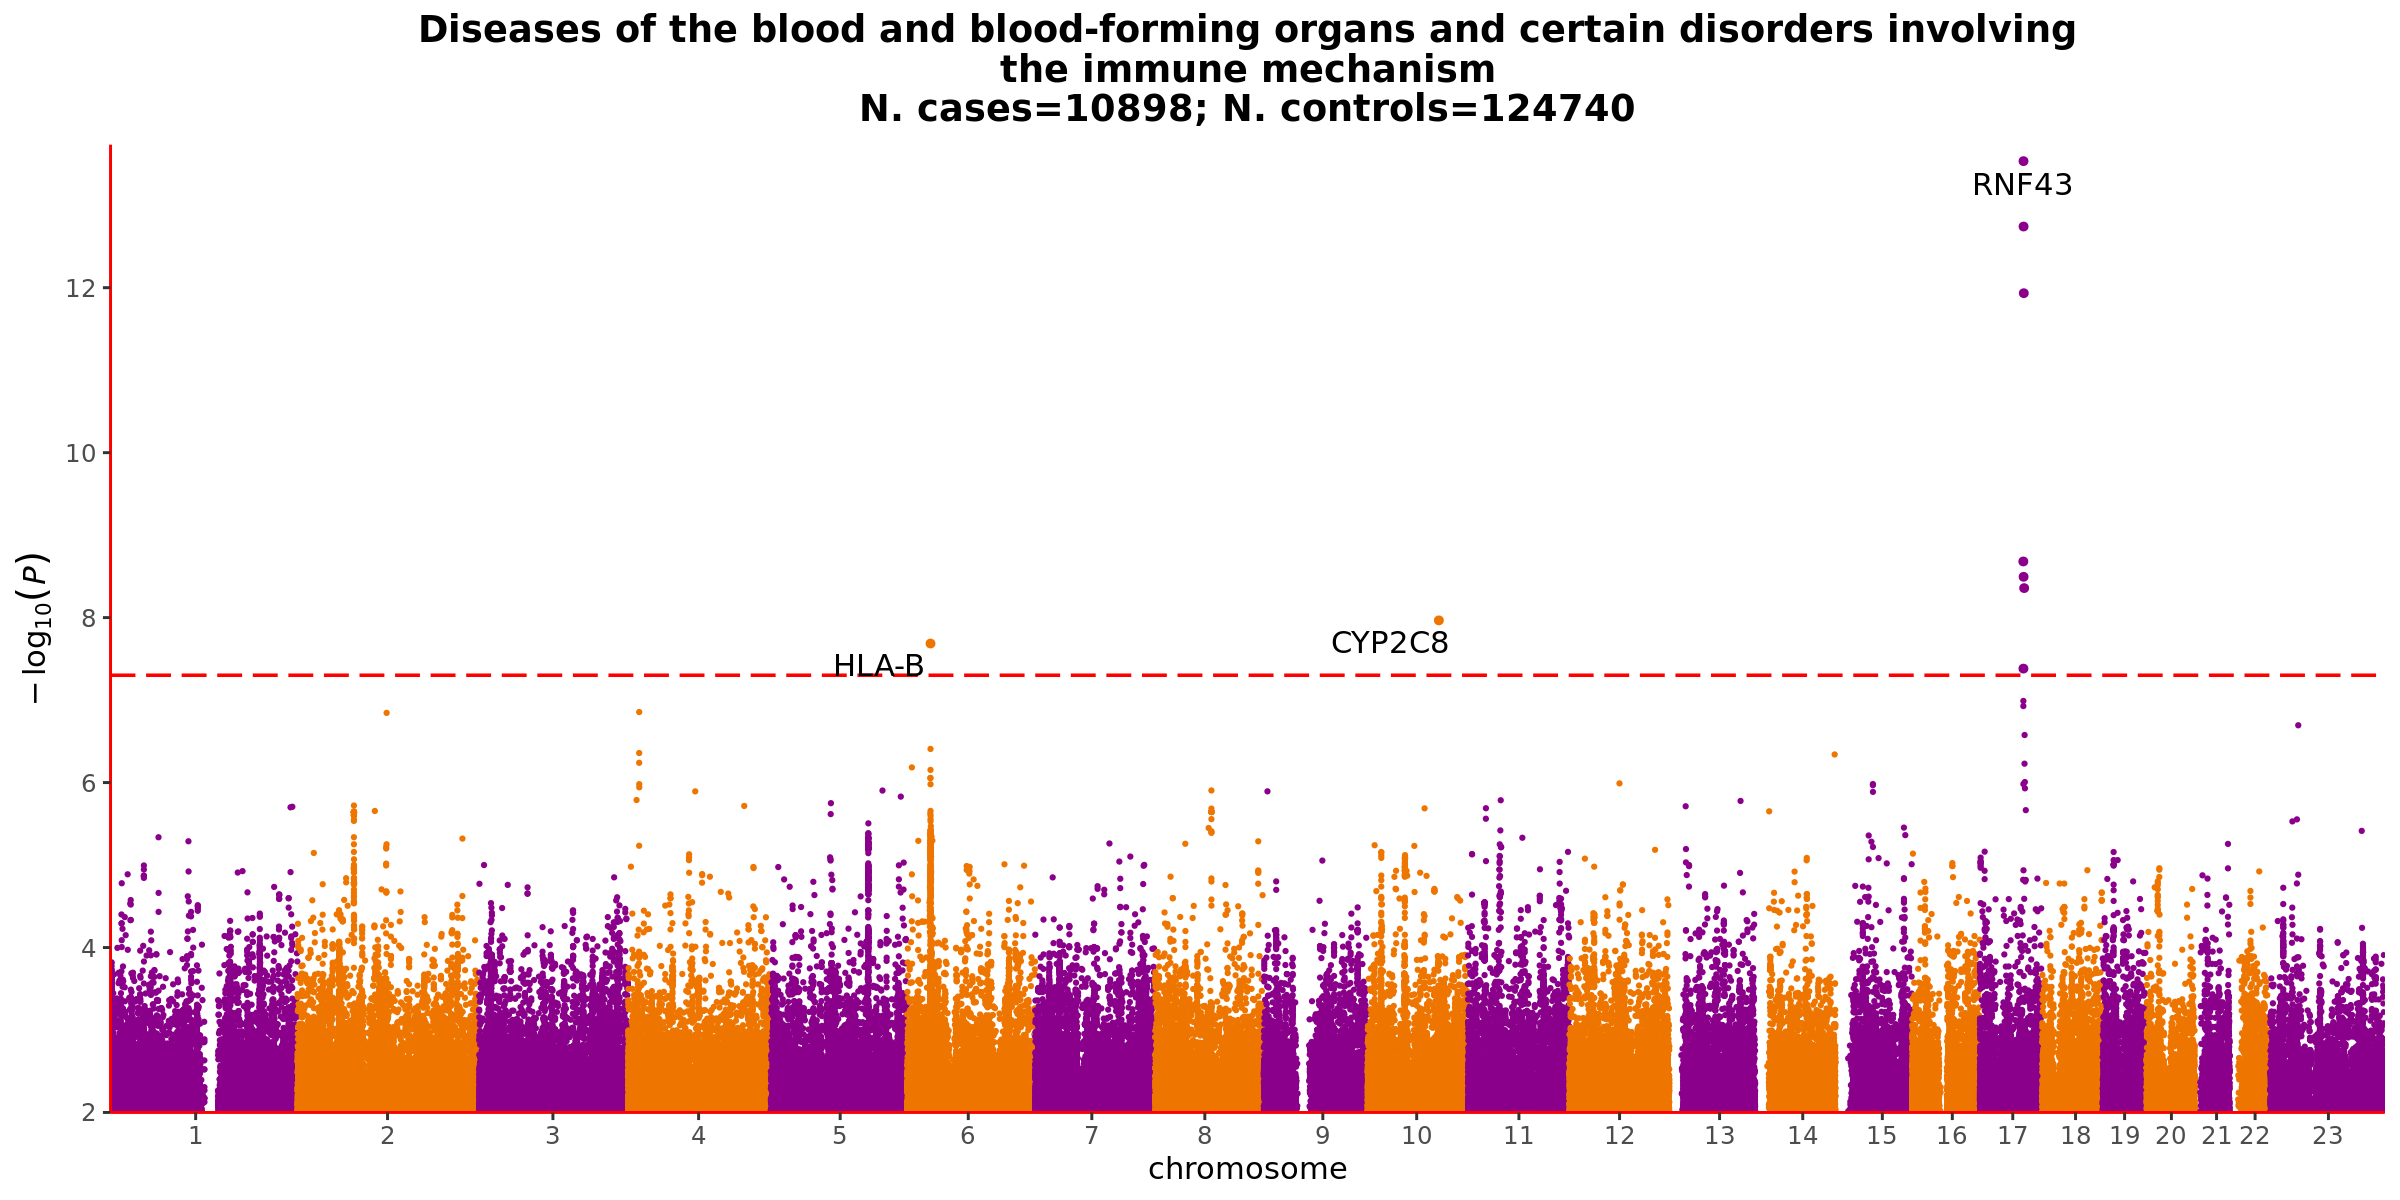 Diseases of the blood and blood-forming organs and certain disorders involving
the immune mechanism
N. cases=10898; N. controls=124740
RNF43
12
10
−log10(P)
8
CYP2C8
HLA-B
6
4
2
1 2 3 4 5 6 7 8 9 10 11 12 13 14 15 16 17 18 19 20 21 22 23
chromosome